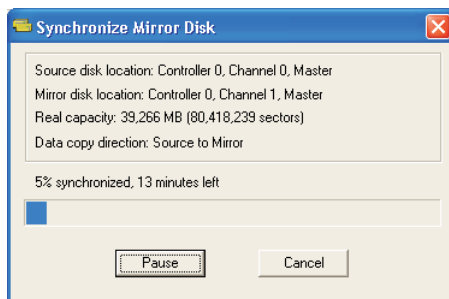 Synchronize Mirror Disk
Source disk location: Controller 0, Channel 0, Master
Mirror disk location: Controller 0, Channel 1, Master
Real capacity: 39,266 MB (80,418,239 sectors)
Data copy direction: Source to Mirror
5% synchronized, 13 minutes left
Pause
Cancel